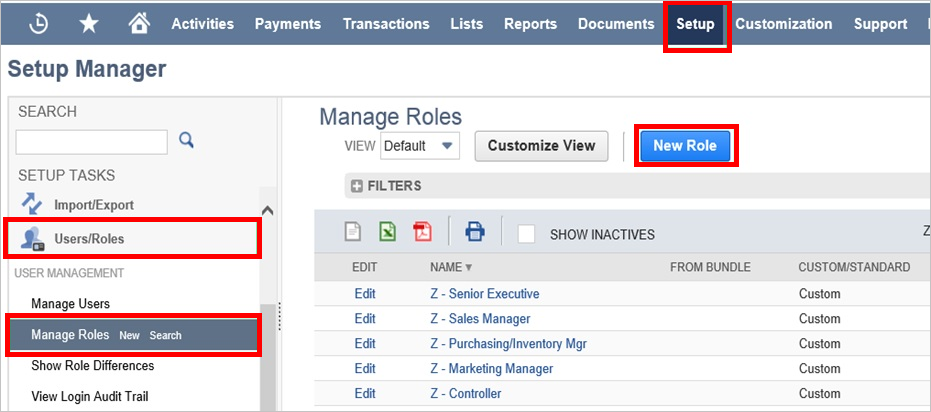 Activities Payments Transactions Lists Reports Documents Setup Customization Support
Setup Manager
SEARCH
SETUP TASKS
Import/Export
Users/Roles
USER MANAGEMENT
Manage Users
Manage Roles New Search
Show Role Differences
View Login Audit Trail
Manage Roles
VIEW Default Customize View New Role
FILTERS
SHOW INACTIVES Z
EDIT NAME FROM BUNDLE CUSTOM/STANDARD
Edit Z - Senior Executive Custom
Edit Z - Sales Manager Custom
Edit Z - Purchasing/Inventory Mgr Custom
Edit Z - Marketing Manager Custom
Edit Z - Controller Custom